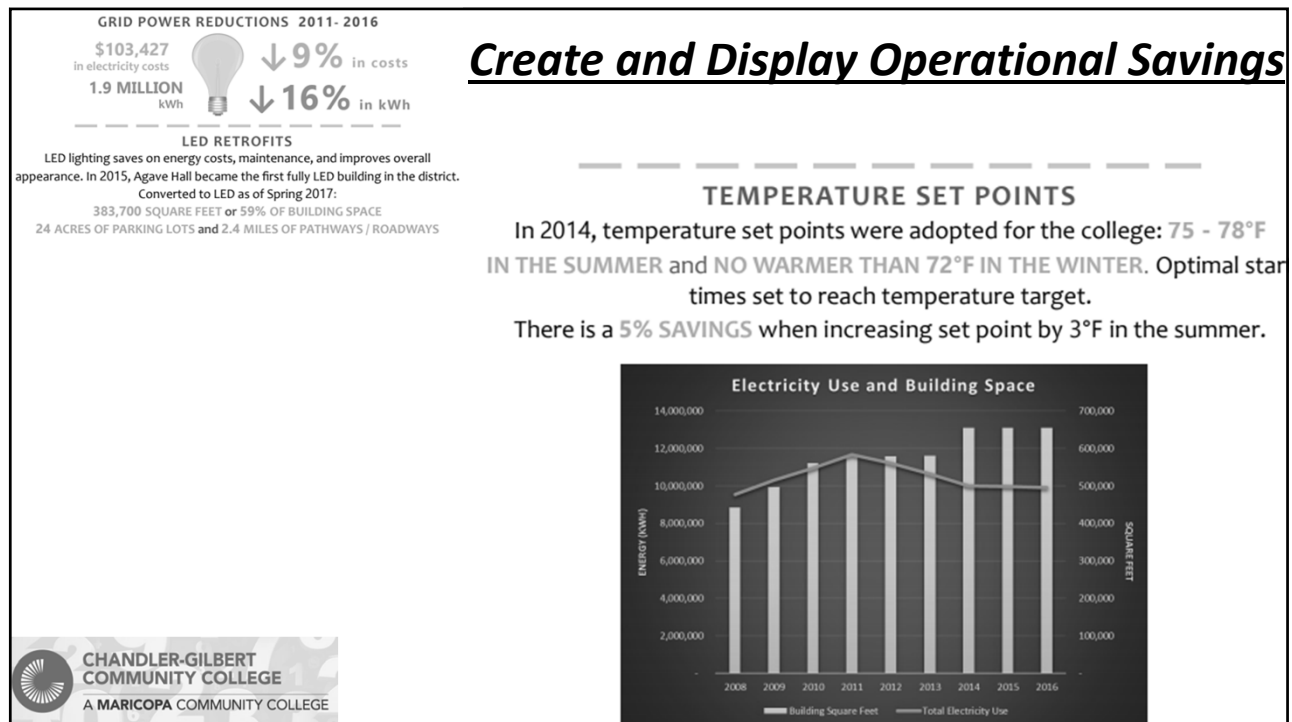 GRID POWER REDUCTIONS 2011- 2016
$103,427
in electricity costs
↓9% in costs
1.9 MILLION
kWh
↓16% in kWh
LED RETROFITS
LED lighting saves on energy costs, maintenance, and improves overall
appearance. In 2015, Agave Hall became the first fully LED building in the district.
Converted to LED as of Spring 2017:
383,700 SQUARE FEET or 59% OF BUILDING SPACE
24 ACRES OF PARKING LOTS and 2.4 MILES OF PATHWAYS / ROADWAYS
Create and Display Operational Savings
TEMPERATURE SET POINTS
In 2014, temperature set points were adopted for the college: 75 - 78°F
IN THE SUMMER and NO WARMER THAN 72°F IN THE WINTER. Optimal star
times set to reach temperature target.
There is a 5% SAVINGS when increasing set point by 3°F in the summer.
Electricity Use and Building Space
14,000,000
12,000,000
10,000,000
8,000,000
6,000,000
4,000,000
2,000,000
-
ENERGY (KWH)
700,000
600,000
500,000
400,000
300,000
200,000
100,000
-
SQUARE FEET
2008 2009 2010 2011 2012 2013 2014 2015 2016
Building Square Feet Total Electricity Use
CHANDLER-GILBERT
COMMUNITY COLLEGE
A MARICOPA COMMUNITY COLLEGE